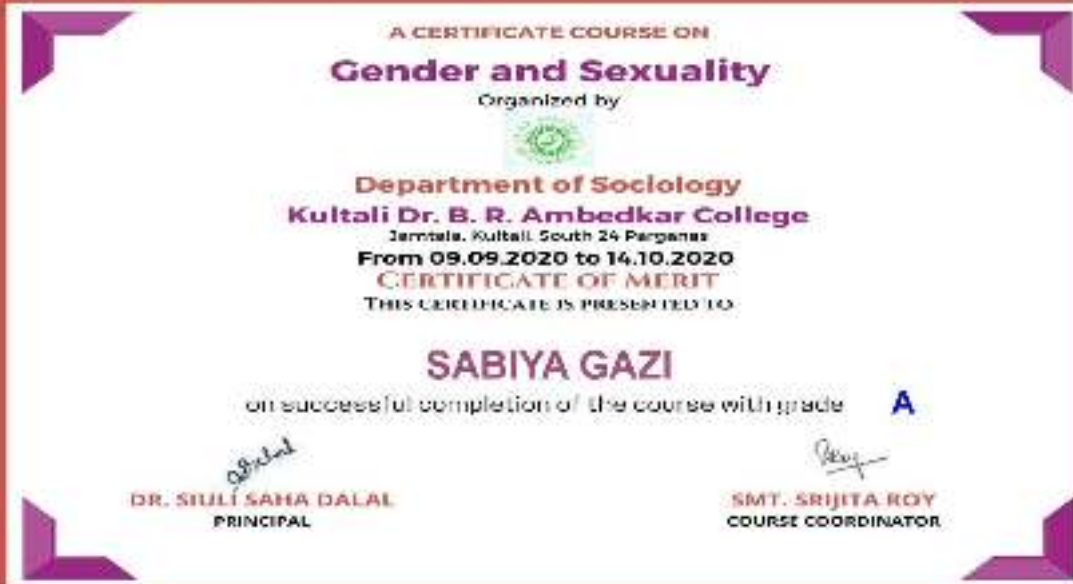 A CERTIFICATE COURSE ON
Gender and Sexuality
Organized by
Department of Sociology
Kultali Dr. B. R. Ambedkar College
Jamtala, Kultali, South 24 Parganas
From 09.09.2020 to 14.10.2020
CERTIFICATE OF MERIT
THIS CERTIFICATE IS PRESENTED TO
SABIYA GAZI
on successful completion of the course with grade A
DR. SIULI SAHA DALAL
PRINCIPAL
SMT. SRIJITA ROY
COURSE COORDINATOR